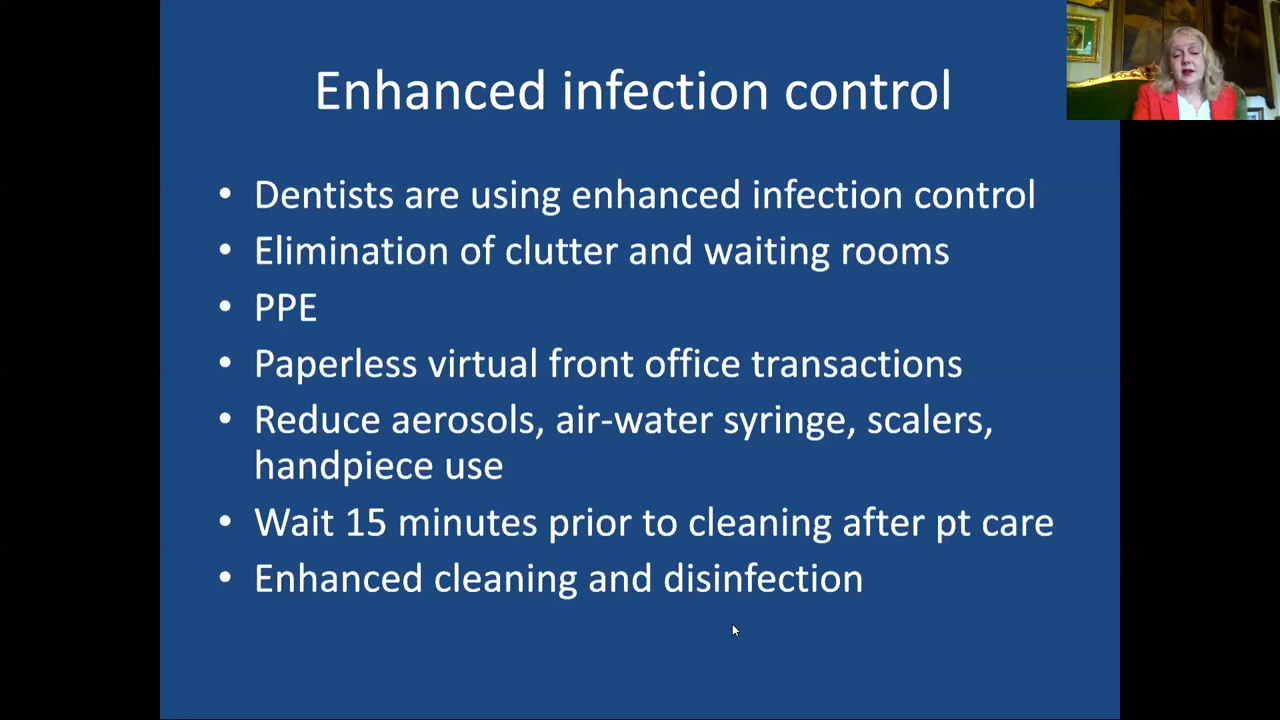 Enhanced infection control
• Dentists are using enhanced infection control
• Elimination of clutter and waiting rooms
• PPE
• Paperless virtual front office transactions
• Reduce aerosols, air-water syringe, scalers,
handpiece use
• Wait 15 minutes prior to cleaning after pt care
• Enhanced cleaning and disinfection